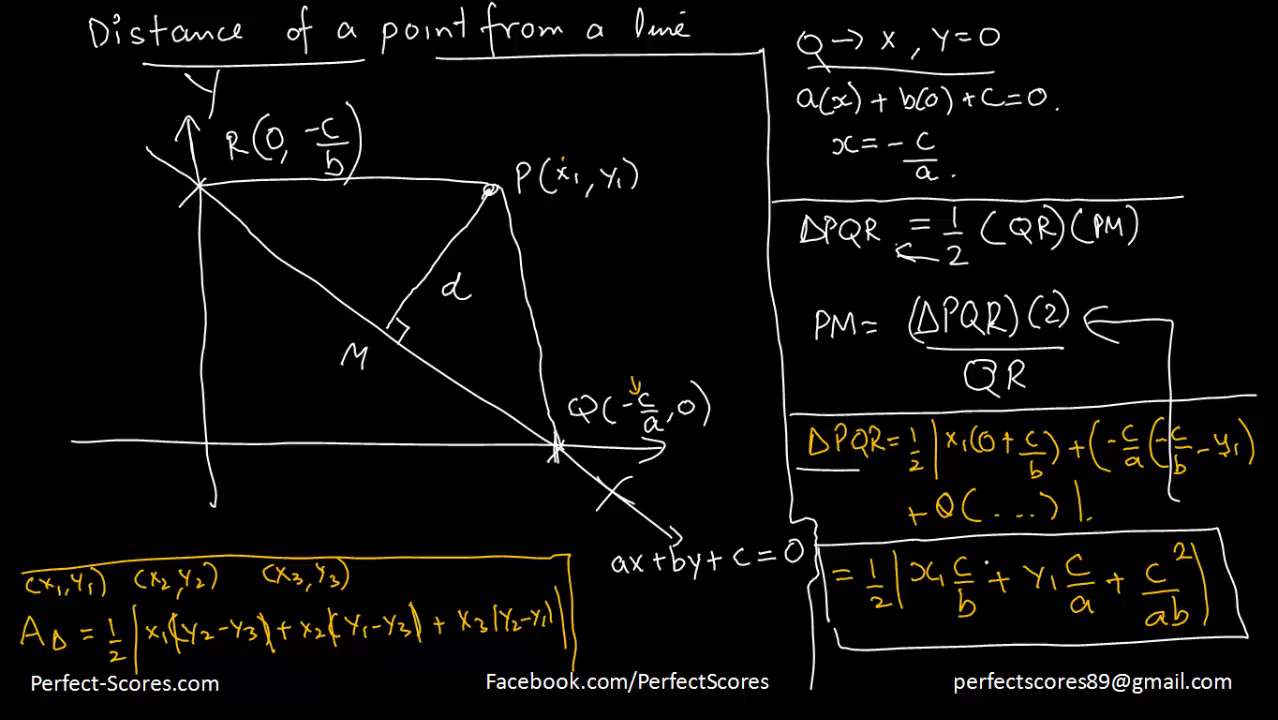 Distance of a point from a line
Y
R(0, -c/b)
P(x₁, y₁)
d
M
Q(-c/a, 0)
ax+by+c=0
(x₁,y₁) (x₂,y₂) (x₃,y₃)
A△ = 1/2 |x₁(y₂-y₃)+x₂(y₁-y₃)+x₃(y₂-y₁)|
Q → x, y=0
a(x)+b(0)+c=0.
x=-c/a.
ΔPQR = 1/2 (QR)(PM)
PM= (ΔPQR)(2)/QR
ΔPQR= 1/2 |x₁(0+c/b)+(-c/a(-c/b-y₁)
+0(...)|.
= 1/2 |x₁ c/b + y₁ c/a + c²/ab|
Perfect-Scores.com
Facebook.com/PerfectScores
perfectscores89@gmail.com